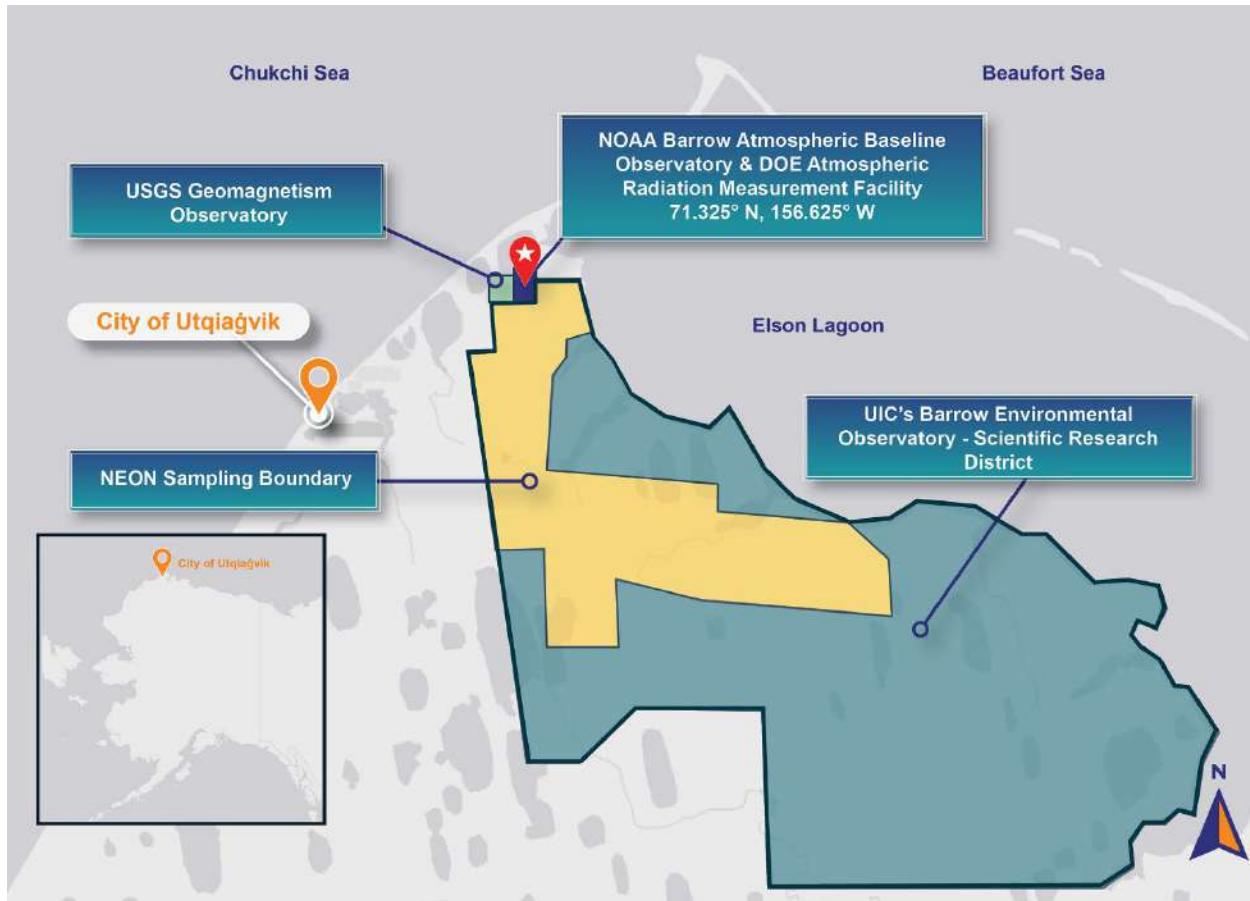 Chukchi Sea
Beaufort Sea
NOAA Barrow Atmospheric Baseline
Observatory & DOE Atmospheric
Radiation Measurement Facility
71.325° N, 156.625° W
USGS Geomagnetism
Observatory
City of Utqiaġvik
Elson Lagoon
UIC's Barrow Environmental
Observatory - Scientific Research
District
NEON Sampling Boundary
City of Utqiaġvik
N